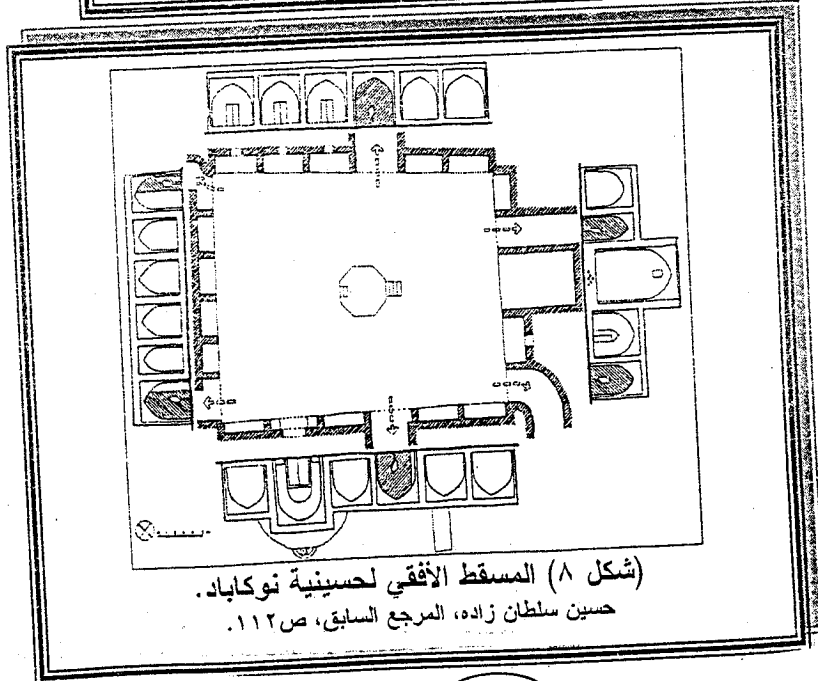 (شكل ٨) المسقط الأفقي لحسينية نوكاباد.
حسين سلطان زاده، المرجع السابق، ص١١٢.